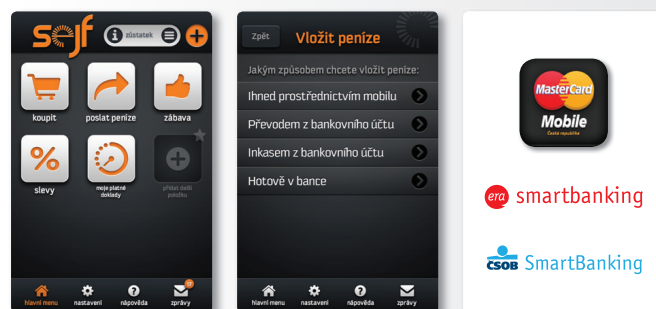 sejf
zůstatek
koupit
poslat peníze
zábava
slevy
moje platné
doklady
přidat další
položku
hlavní menu
nastavení
nápověda
zprávy
17
Zpět
Vložit peníze
Jakým způsobem chcete vložit peníze:
Ihned prostřednictvím mobilu
Převodem z bankovního účtu
Inkasem z bankovního účtu
Hotově v bance
hlavní menu
nastavení
nápověda
zprávy
MasterCard
Mobile
Česká republika
era smartbanking
ČSOB SmartBanking